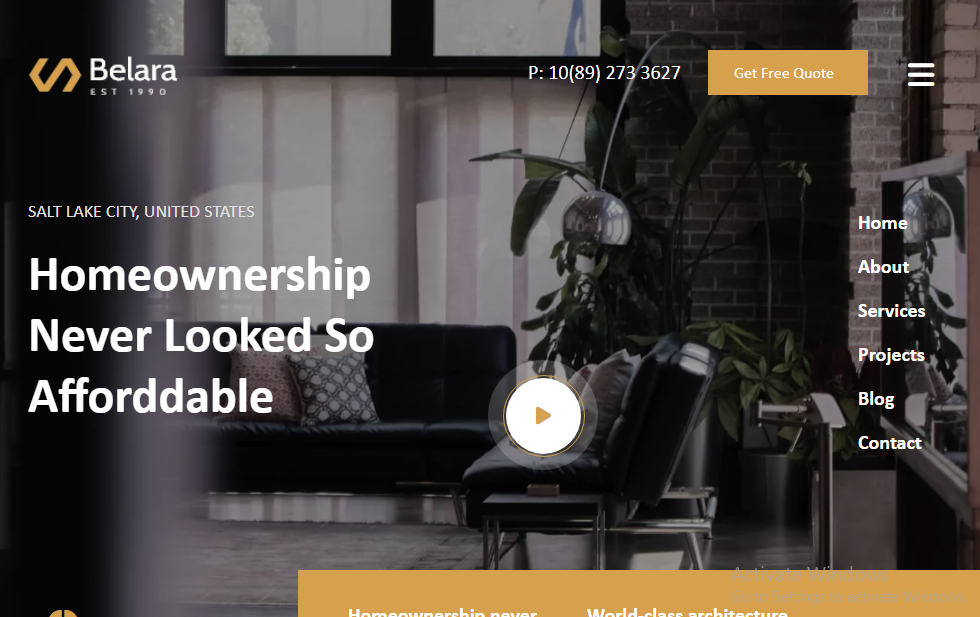 Belara
EST 1990
P: 10(89) 273 3627
Get Free Quote
SALT LAKE CITY, UNITED STATES
Homeownership
Never Looked So
Afforddable
Home
About
Services
Projects
Blog
Contact
Activate Windows
Go to Settings to activate Windows.
Homeownership never
World-class architecture